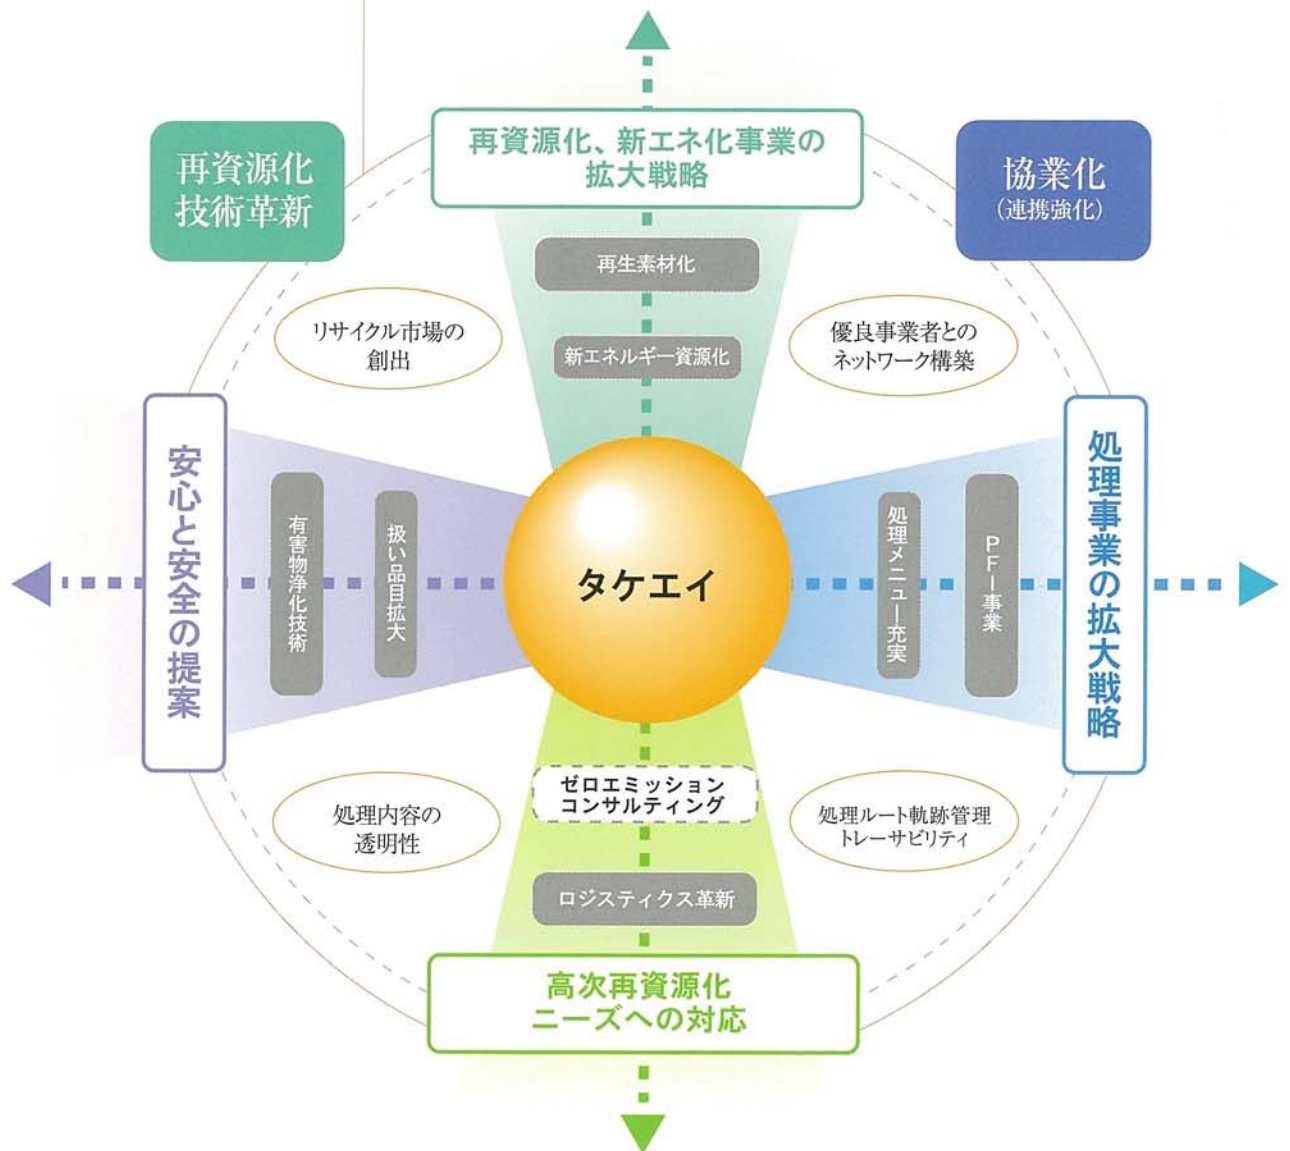 再資源化、新エネ化事業の
拡大戦略
再資源化
技術革新
協業化
(連携強化)
再生素材化
新エネルギー資源化
リサイクル市場の
創出
優良事業者との
ネットワーク構築
安心と安全の提案
有害物浄化技術
扱い品目拡大
タケエイ
処理メニュー充実
PFI事業
処理事業の拡大戦略
処理内容の
透明性
ゼロエミッション
コンサルティング
処理ルート軌跡管理
トレーサビリティ
ロジスティクス革新
高次再資源化
ニーズへの対応